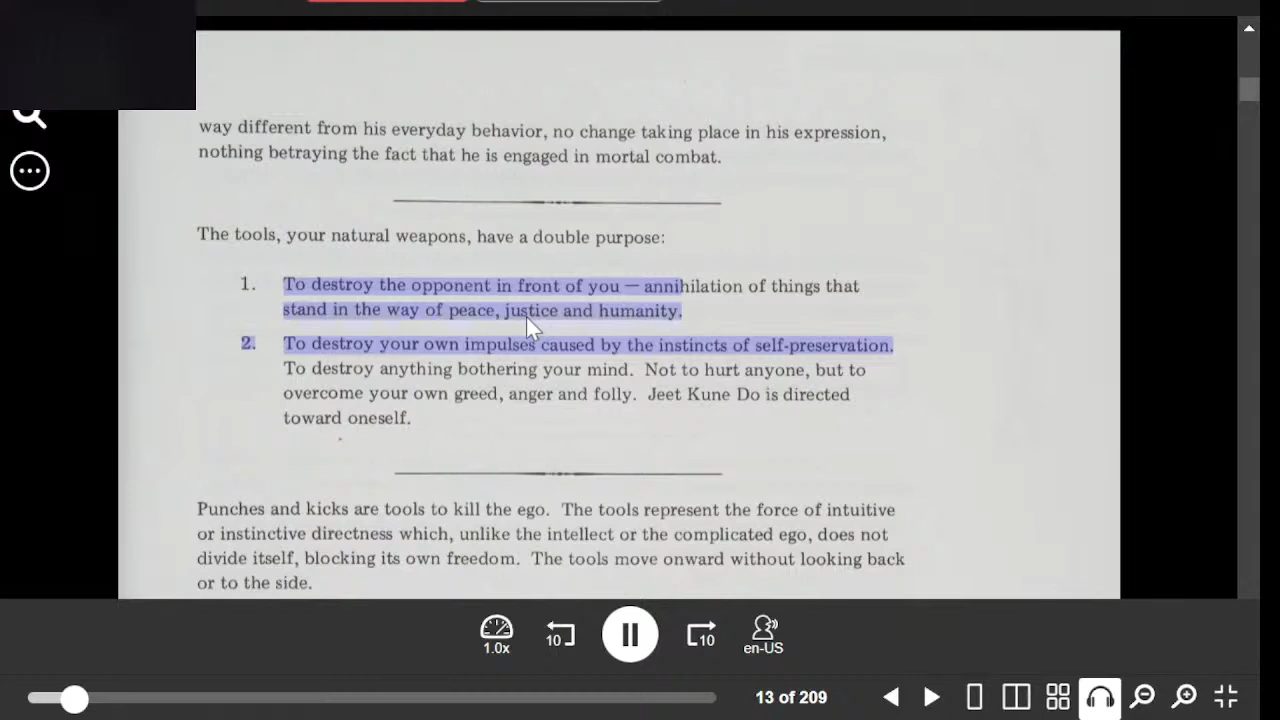 way different from his everyday behavior, no change taking place in his expression,
nothing betraying the fact that he is engaged in mortal combat.
The tools, your natural weapons, have a double purpose:
1. To destroy the opponent in front of you — annihilation of things that
stand in the way of peace, justice and humanity.
2. To destroy your own impulses caused by the instincts of self-preservation.
To destroy anything bothering your mind. Not to hurt anyone, but to
overcome your own greed, anger and folly. Jeet Kune Do is directed
toward oneself.
Punches and kicks are tools to kill the ego. The tools represent the force of intuitive
or instinctive directness which, unlike the intellect or the complicated ego, does not
divide itself, blocking its own freedom. The tools move onward without looking back
or to the side.
1.0x 10 10 en-US
13 of 209